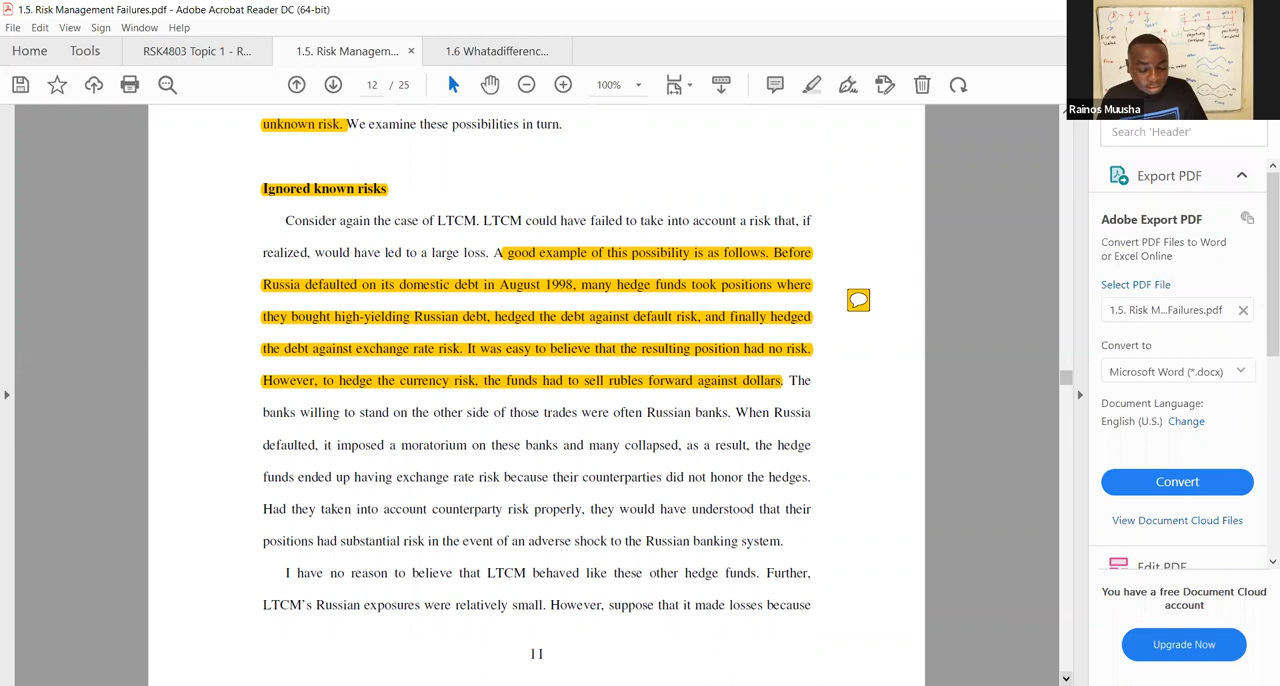 1.5. Risk Management Failures.pdf - Adobe Acrobat Reader DC (64-bit)
File Edit View Sign Window Help
Home Tools RSK4803 Topic 1 - R... 1.5. Risk Managem... × 1.6 Whatadifferenc...
12 / 25 100%
Rainos Muusha
unknown risk. We examine these possibilities in turn.
Ignored known risks
Consider again the case of LTCM. LTCM could have failed to take into account a risk that, if
realized, would have led to a large loss. A good example of this possibility is as follows. Before
Russia defaulted on its domestic debt in August 1998, many hedge funds took positions where
they bought high-yielding Russian debt, hedged the debt against default risk, and finally hedged
the debt against exchange rate risk. It was easy to believe that the resulting position had no risk.
However, to hedge the currency risk, the funds had to sell rubles forward against dollars. The
banks willing to stand on the other side of those trades were often Russian banks. When Russia
defaulted, it imposed a moratorium on these banks and many collapsed, as a result, the hedge
funds ended up having exchange rate risk because their counterparties did not honor the hedges.
Had they taken into account counterparty risk properly, they would have understood that their
positions had substantial risk in the event of an adverse shock to the Russian banking system.
I have no reason to believe that LTCM behaved like these other hedge funds. Further,
LTCM's Russian exposures were relatively small. However, suppose that it made losses because
11
Search 'Header'
Export PDF
Adobe Export PDF
Convert PDF Files to Word
or Excel Online
Select PDF File
1.5. Risk M...Failures.pdf
Convert to
Microsoft Word (*.docx)
Document Language:
English (U.S.) Change
Convert
View Document Cloud Files
Edit PDF
You have a free Document Cloud
account
Upgrade Now